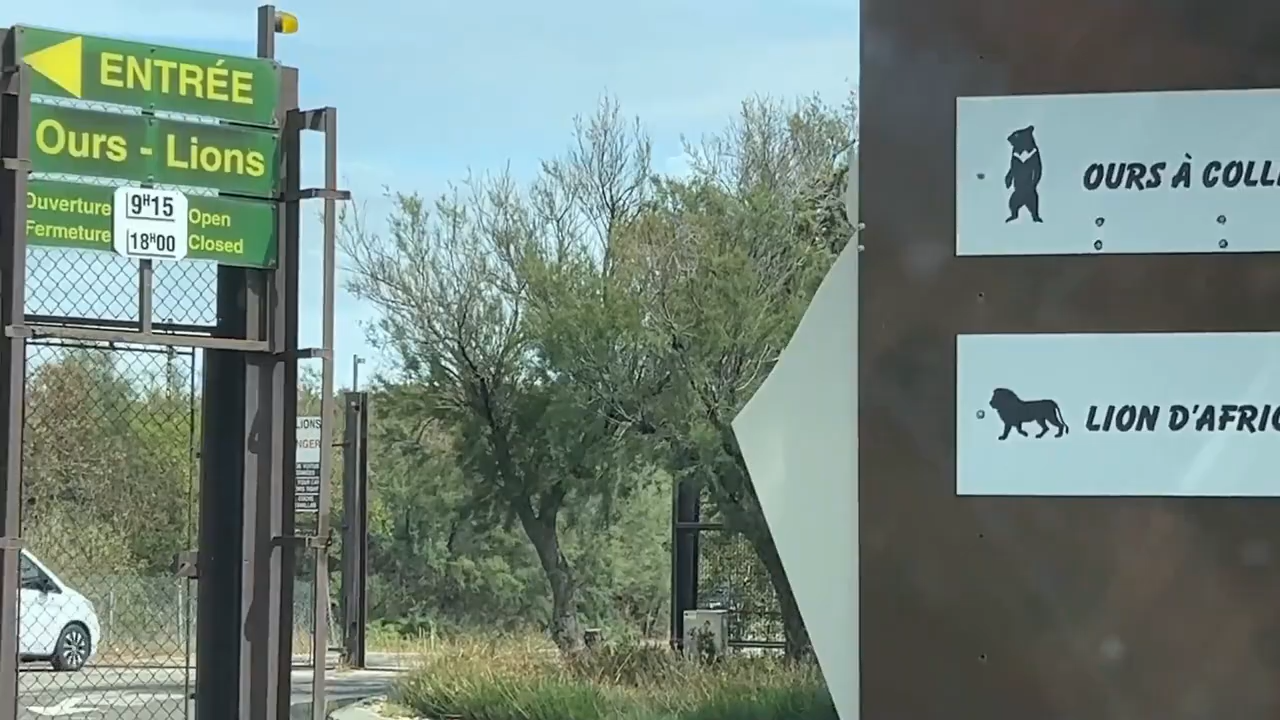 ENTRÉE
Ours - Lions
Ouverture 9H15 Open
Fermeture 18H00 Closed
LIONS
OURS À COLL
LION D'AFRIC